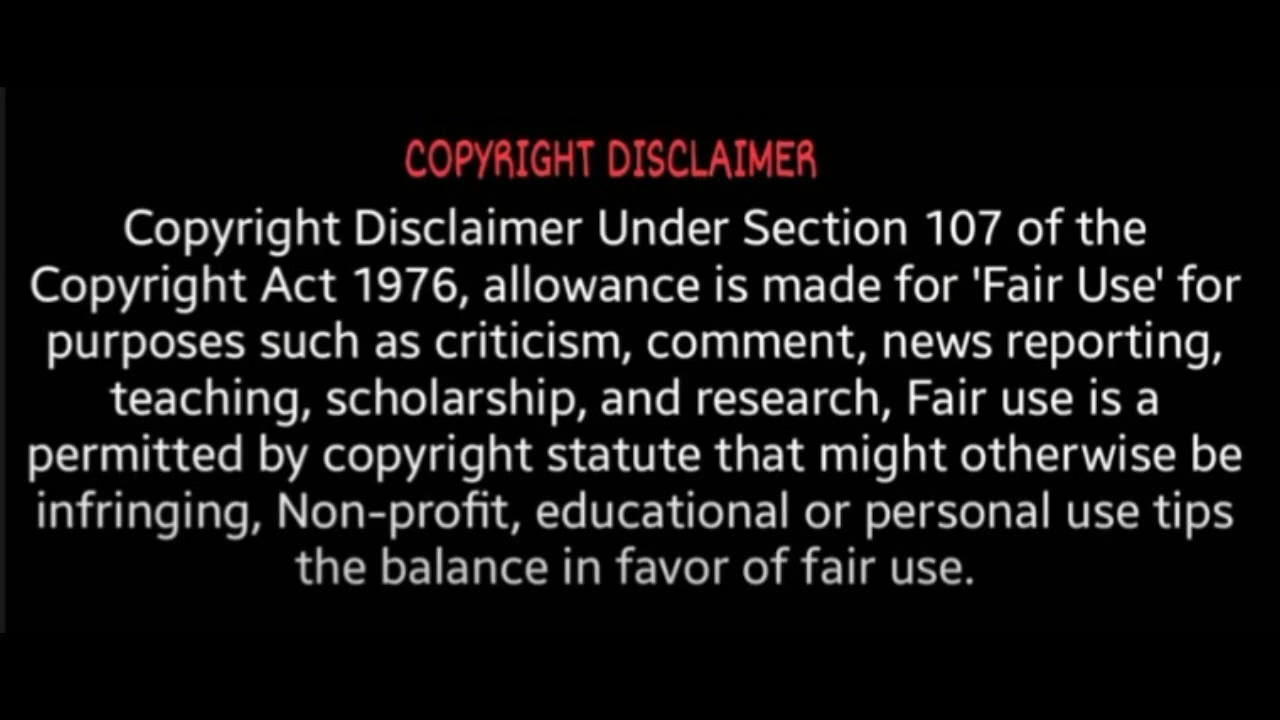 COPYRIGHT DISCLAIMER
Copyright Disclaimer Under Section 107 of the
Copyright Act 1976, allowance is made for 'Fair Use' for
purposes such as criticism, comment, news reporting,
teaching, scholarship, and research, Fair use is a
permitted by copyright statute that might otherwise be
infringing, Non-profit, educational or personal use tips
the balance in favor of fair use.